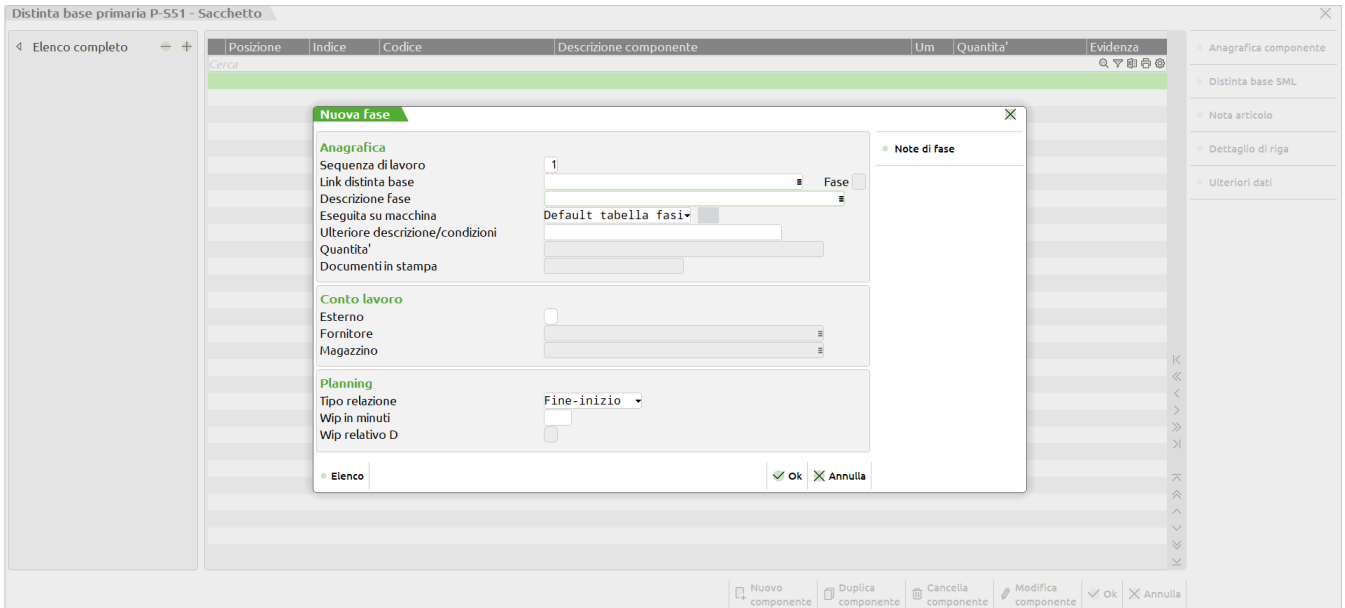 Distinta base primaria P-S51 - Sacchetto
Elenco completo
Posizione Indice Codice Descrizione componente Um Quantita' Evidenza
Cerca
Anagrafica componente
Distinta base SML
Nota articolo
Dettaglio di riga
Ulteriori dati
Nuova fase
Anagrafica
Sequenza di lavoro 1
Link distinta base Fase
Descrizione fase
Eseguita su macchina Default tabella fasi
Ulteriore descrizione/condizioni
Quantita'
Documenti in stampa
Note di fase
Conto lavoro
Esterno
Fornitore
Magazzino
Planning
Tipo relazione Fine-inizio
Wip in minuti
Wip relativo D
Elenco Ok Annulla
Nuovo componente
Duplica componente
Cancella componente
Modifica componente
Ok Annulla